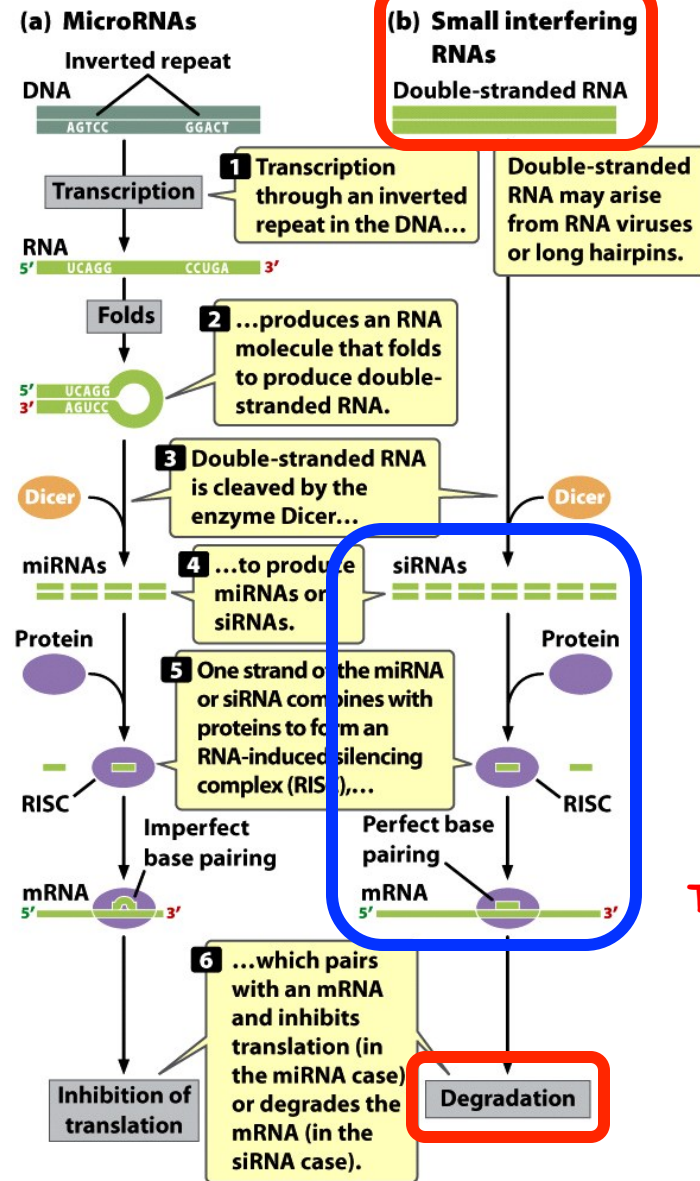 (a) MicroRNAs
Inverted repeat
DNA
AGTCC GGACT
Transcription
1 Transcription
through an inverted
repeat in the DNA...
RNA
5′ UCAGG CCUGA 3′
Folds
2 ...produces an RNA
molecule that folds
to produce double-
stranded RNA.
5′ UCAGG
3′ AGUCC
3 Double-stranded RNA
is cleaved by the
enzyme Dicer...
Dicer
miRNAs
4 ...to produce
miRNAs or
siRNAs.
Protein
5 One strand of the miRNA
or siRNA combines with
proteins to form an
RNA-induced silencing
complex (RISC),...
RISC
Imperfect
base pairing
mRNA
5′ 3′
6 ...which pairs
with an mRNA
and inhibits
translation (in
the miRNA case)
or degrades the
mRNA (in the
siRNA case).
Inhibition of
translation
(b) Small interfering
RNAs
Double-stranded RNA
Double-stranded
RNA may arise
from RNA viruses
or long hairpins.
Dicer
siRNAs
Protein
RISC
Perfect base
pairing
mRNA
5′ 3′
Degradation